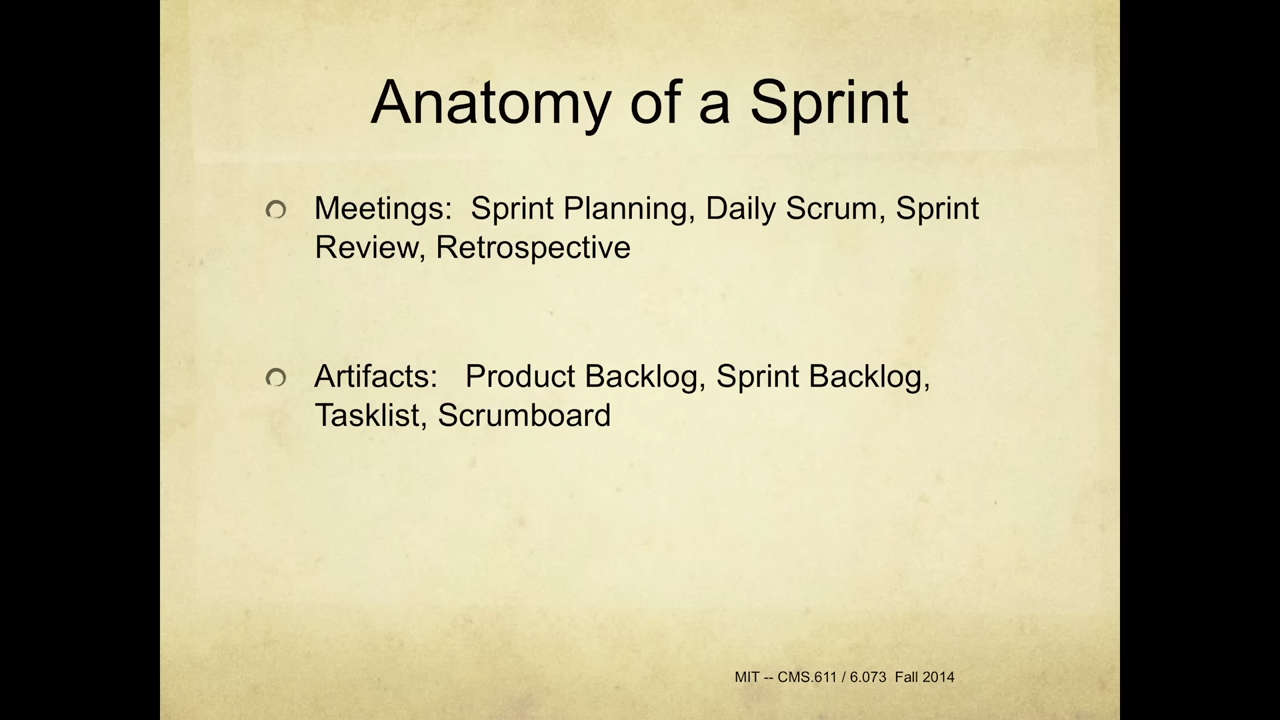 Anatomy of a Sprint
Meetings:  Sprint Planning, Daily Scrum, Sprint
Review, Retrospective
Artifacts:   Product Backlog, Sprint Backlog,
Tasklist, Scrumboard
MIT -- CMS.611 / 6.073  Fall 2014